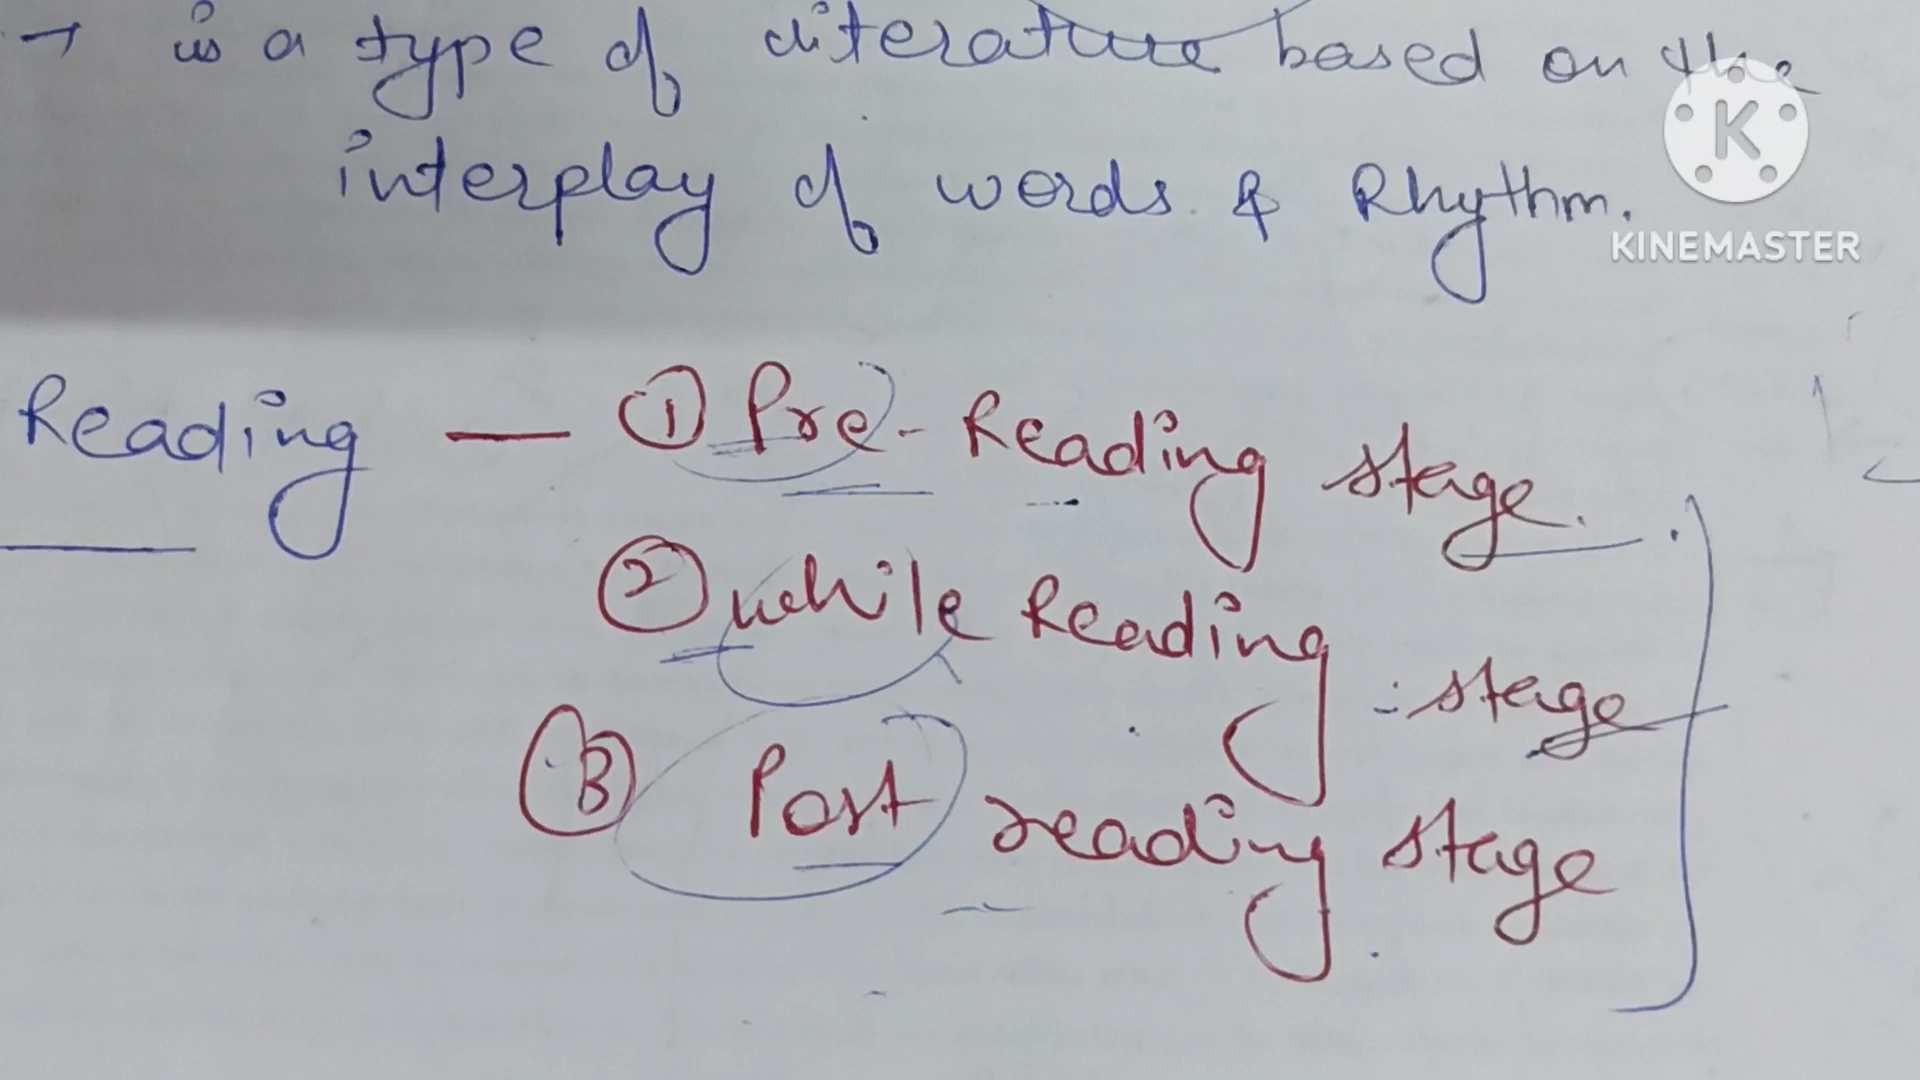 → is a type of literature based on the
interplay of words & Rhythm.
KINEMASTER
Reading — ① Pre-Reading stage.
② while Reading stage
③ Post reading stage